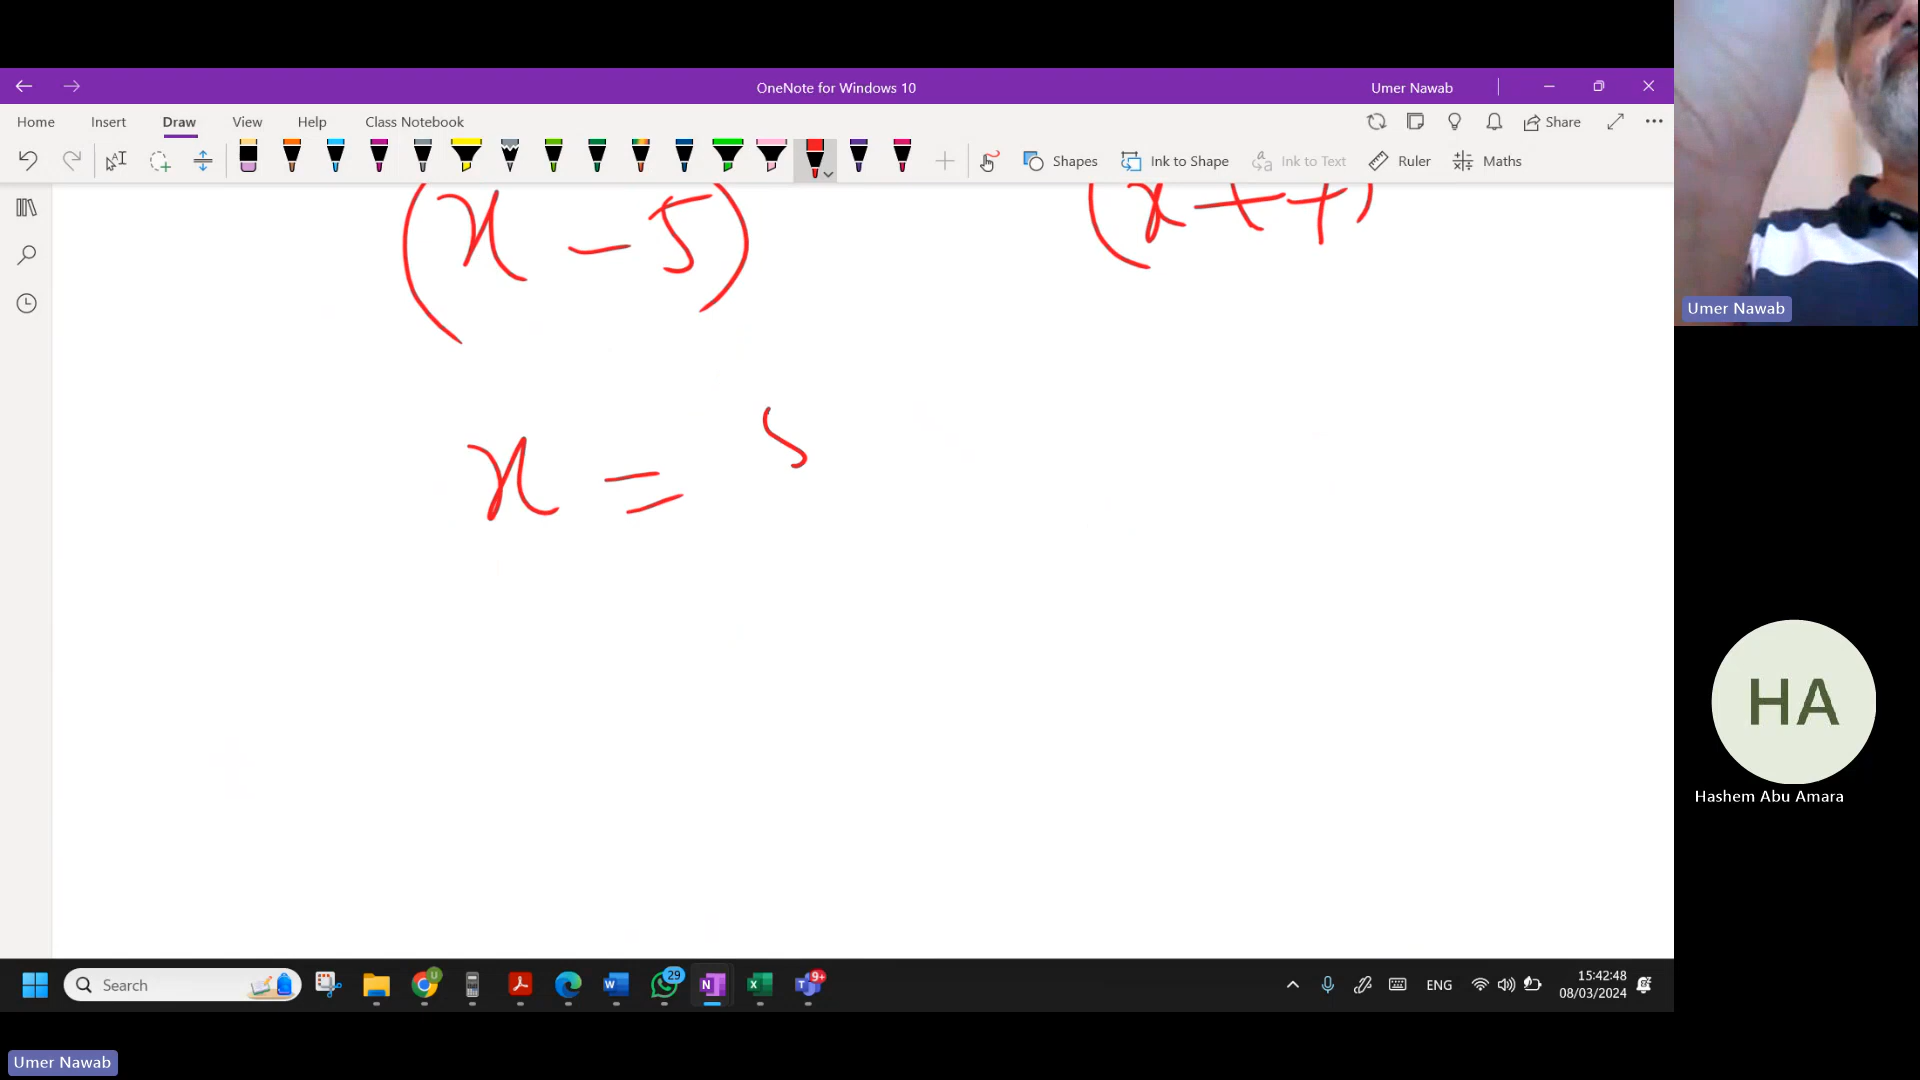 OneNote for Windows 10 Umer Nawab
Home Insert Draw View Help Class Notebook Share
Shapes Ink to Shape Ink to Text Ruler Maths
(x - 5) (x + 7)
x =
Umer Nawab
HA
Hashem Abu Amara
Search 29 9+ ENG 15:42:48
08/03/2024
Umer Nawab